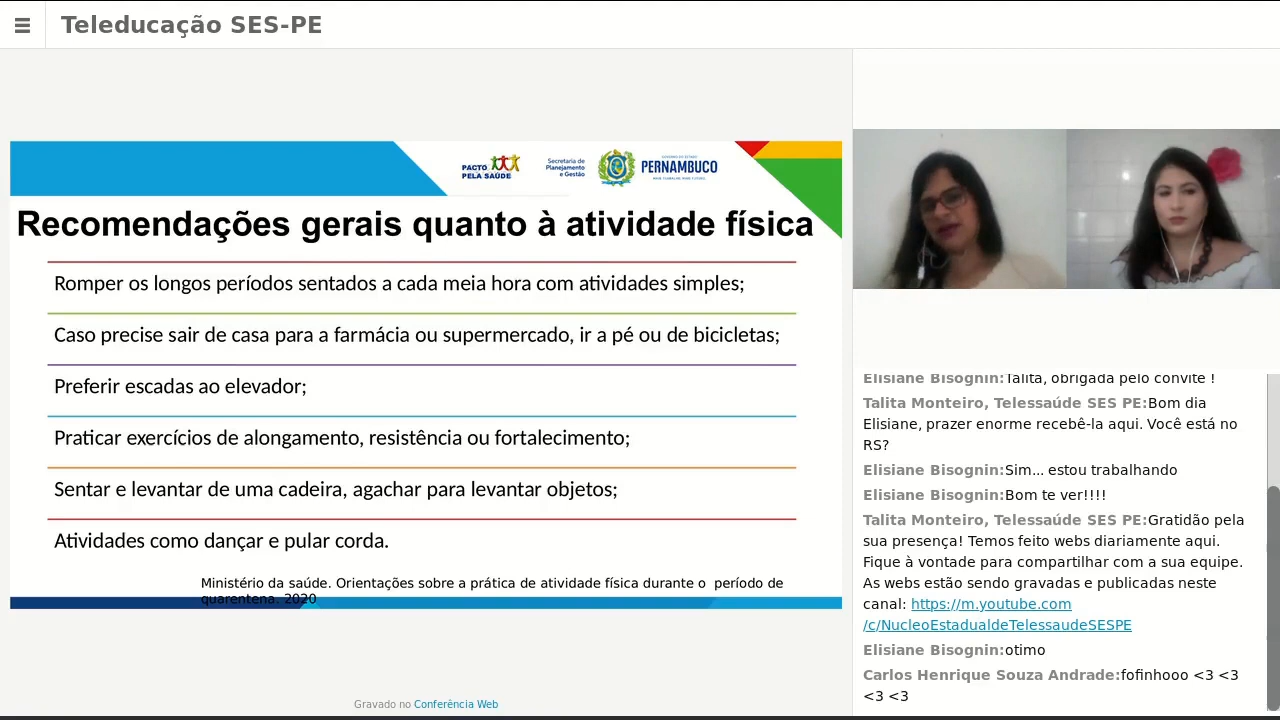 Teleducação SES-PE
PACTO
PELA SAÚDE
Secretaria de
Planejamento
e Gestão
PERNAMBUCO
Recomendações gerais quanto à atividade física
Romper os longos períodos sentados a cada meia hora com atividades simples;
Caso precise sair de casa para a farmácia ou supermercado, ir a pé ou de bicicletas;
Preferir escadas ao elevador;
Praticar exercícios de alongamento, resistência ou fortalecimento;
Sentar e levantar de uma cadeira, agachar para levantar objetos;
Atividades como dançar e pular corda.
Ministério da saúde. Orientações sobre a prática de atividade física durante o  período de
quarentena. 2020
Gravado no Conferência Web
Elisiane Bisognin:Talita, obrigada pelo convite !
Talita Monteiro, Telessaúde SES PE:Bom dia
Elisiane, prazer enorme recebê-la aqui. Você está no
RS?
Elisiane Bisognin:Sim... estou trabalhando
Elisiane Bisognin:Bom te ver!!!!
Talita Monteiro, Telessaúde SES PE:Gratidão pela
sua presença! Temos feito webs diariamente aqui.
Fique à vontade para compartilhar com a sua equipe.
As webs estão sendo gravadas e publicadas neste
canal: https://m.youtube.com
/c/NucleoEstadualdeTelessaudeSESPE
Elisiane Bisognin:otimo
Carlos Henrique Souza Andrade:fofinhooo <3 <3
<3 <3